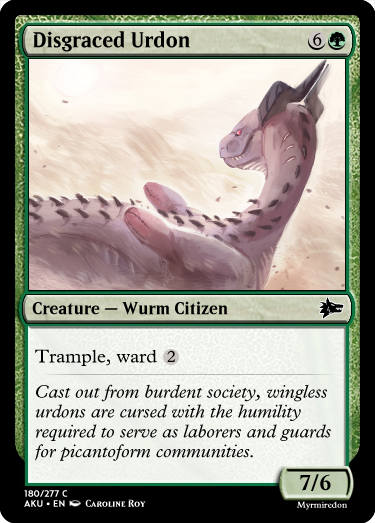 Disgraced Urdon 6
Creature — Wurm Citizen
Trample, ward 2
Cast out from burdent society, wingless
urdons are cursed with the humility
required to serve as laborers and guards
for picantoform communities.
7/6
180/277 C
AKU • EN Caroline Roy
Myrmiredon